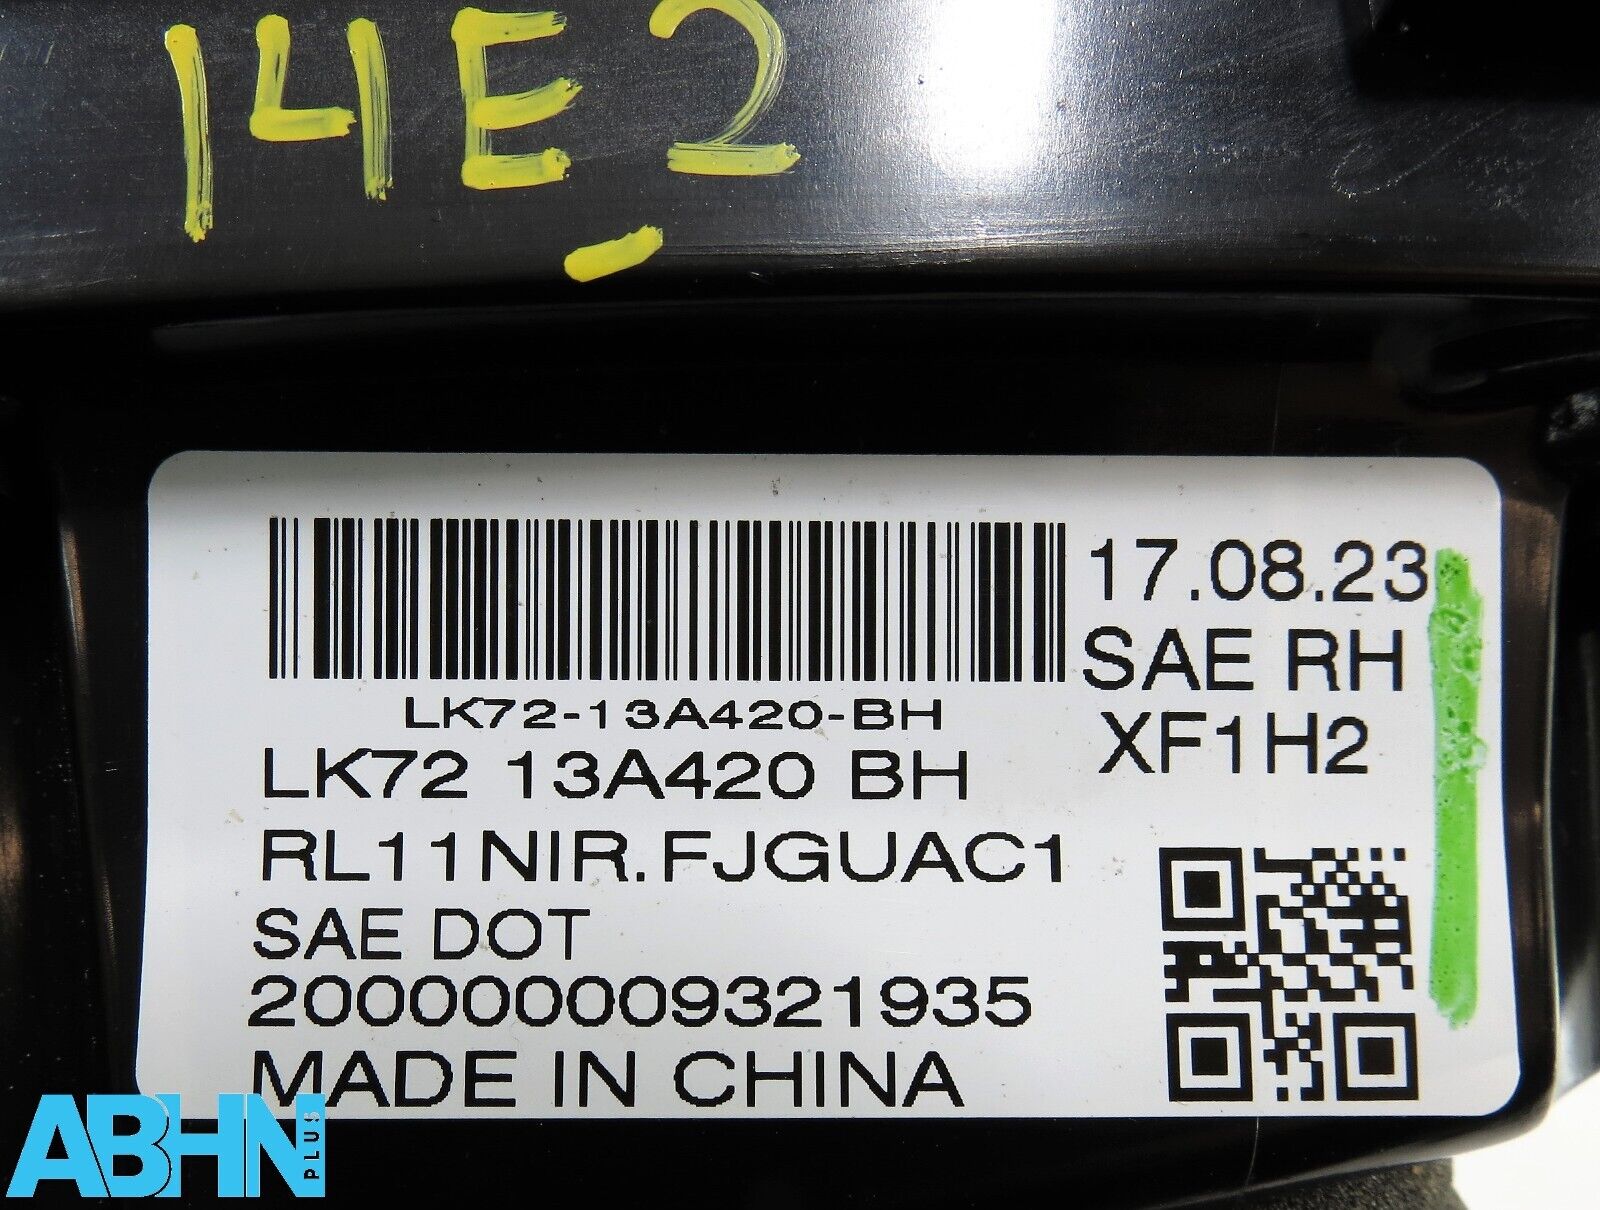 14E2
17.08.23
SAE RH
XF1H2
LK72-13A420-BH
LK72 13A420 BH
RL11NIR.FJGUAC1
SAE DOT
200000009321935
MADE IN CHINA
ABHN PLUS